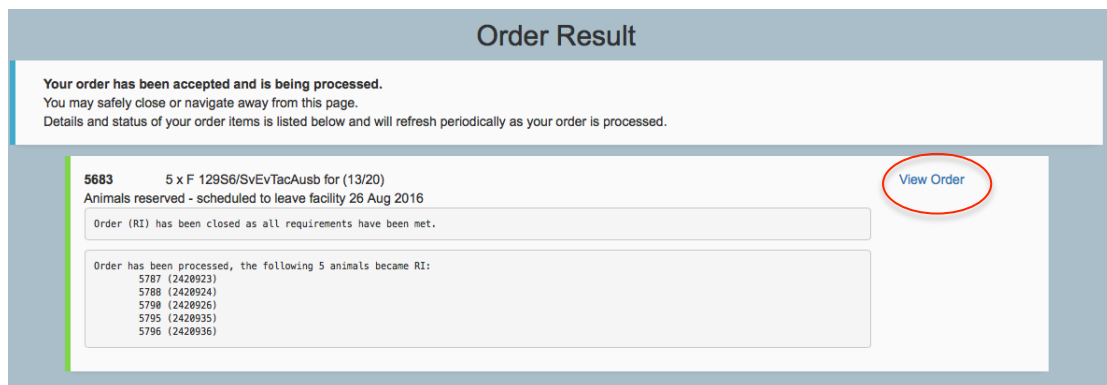 Order Result
Your order has been accepted and is being processed.
You may safely close or navigate away from this page.
Details and status of your order items is listed below and will refresh periodically as your order is processed.
5683 5 x F 129S6/SvEvTacAusb for (13/20) View Order
Animals reserved - scheduled to leave facility 26 Aug 2016
Order (RI) has been closed as all requirements have been met.
Order has been processed, the following 5 animals became RI:
5787 (2420923)
5788 (2420924)
5790 (2420926)
5795 (2420935)
5796 (2420936)